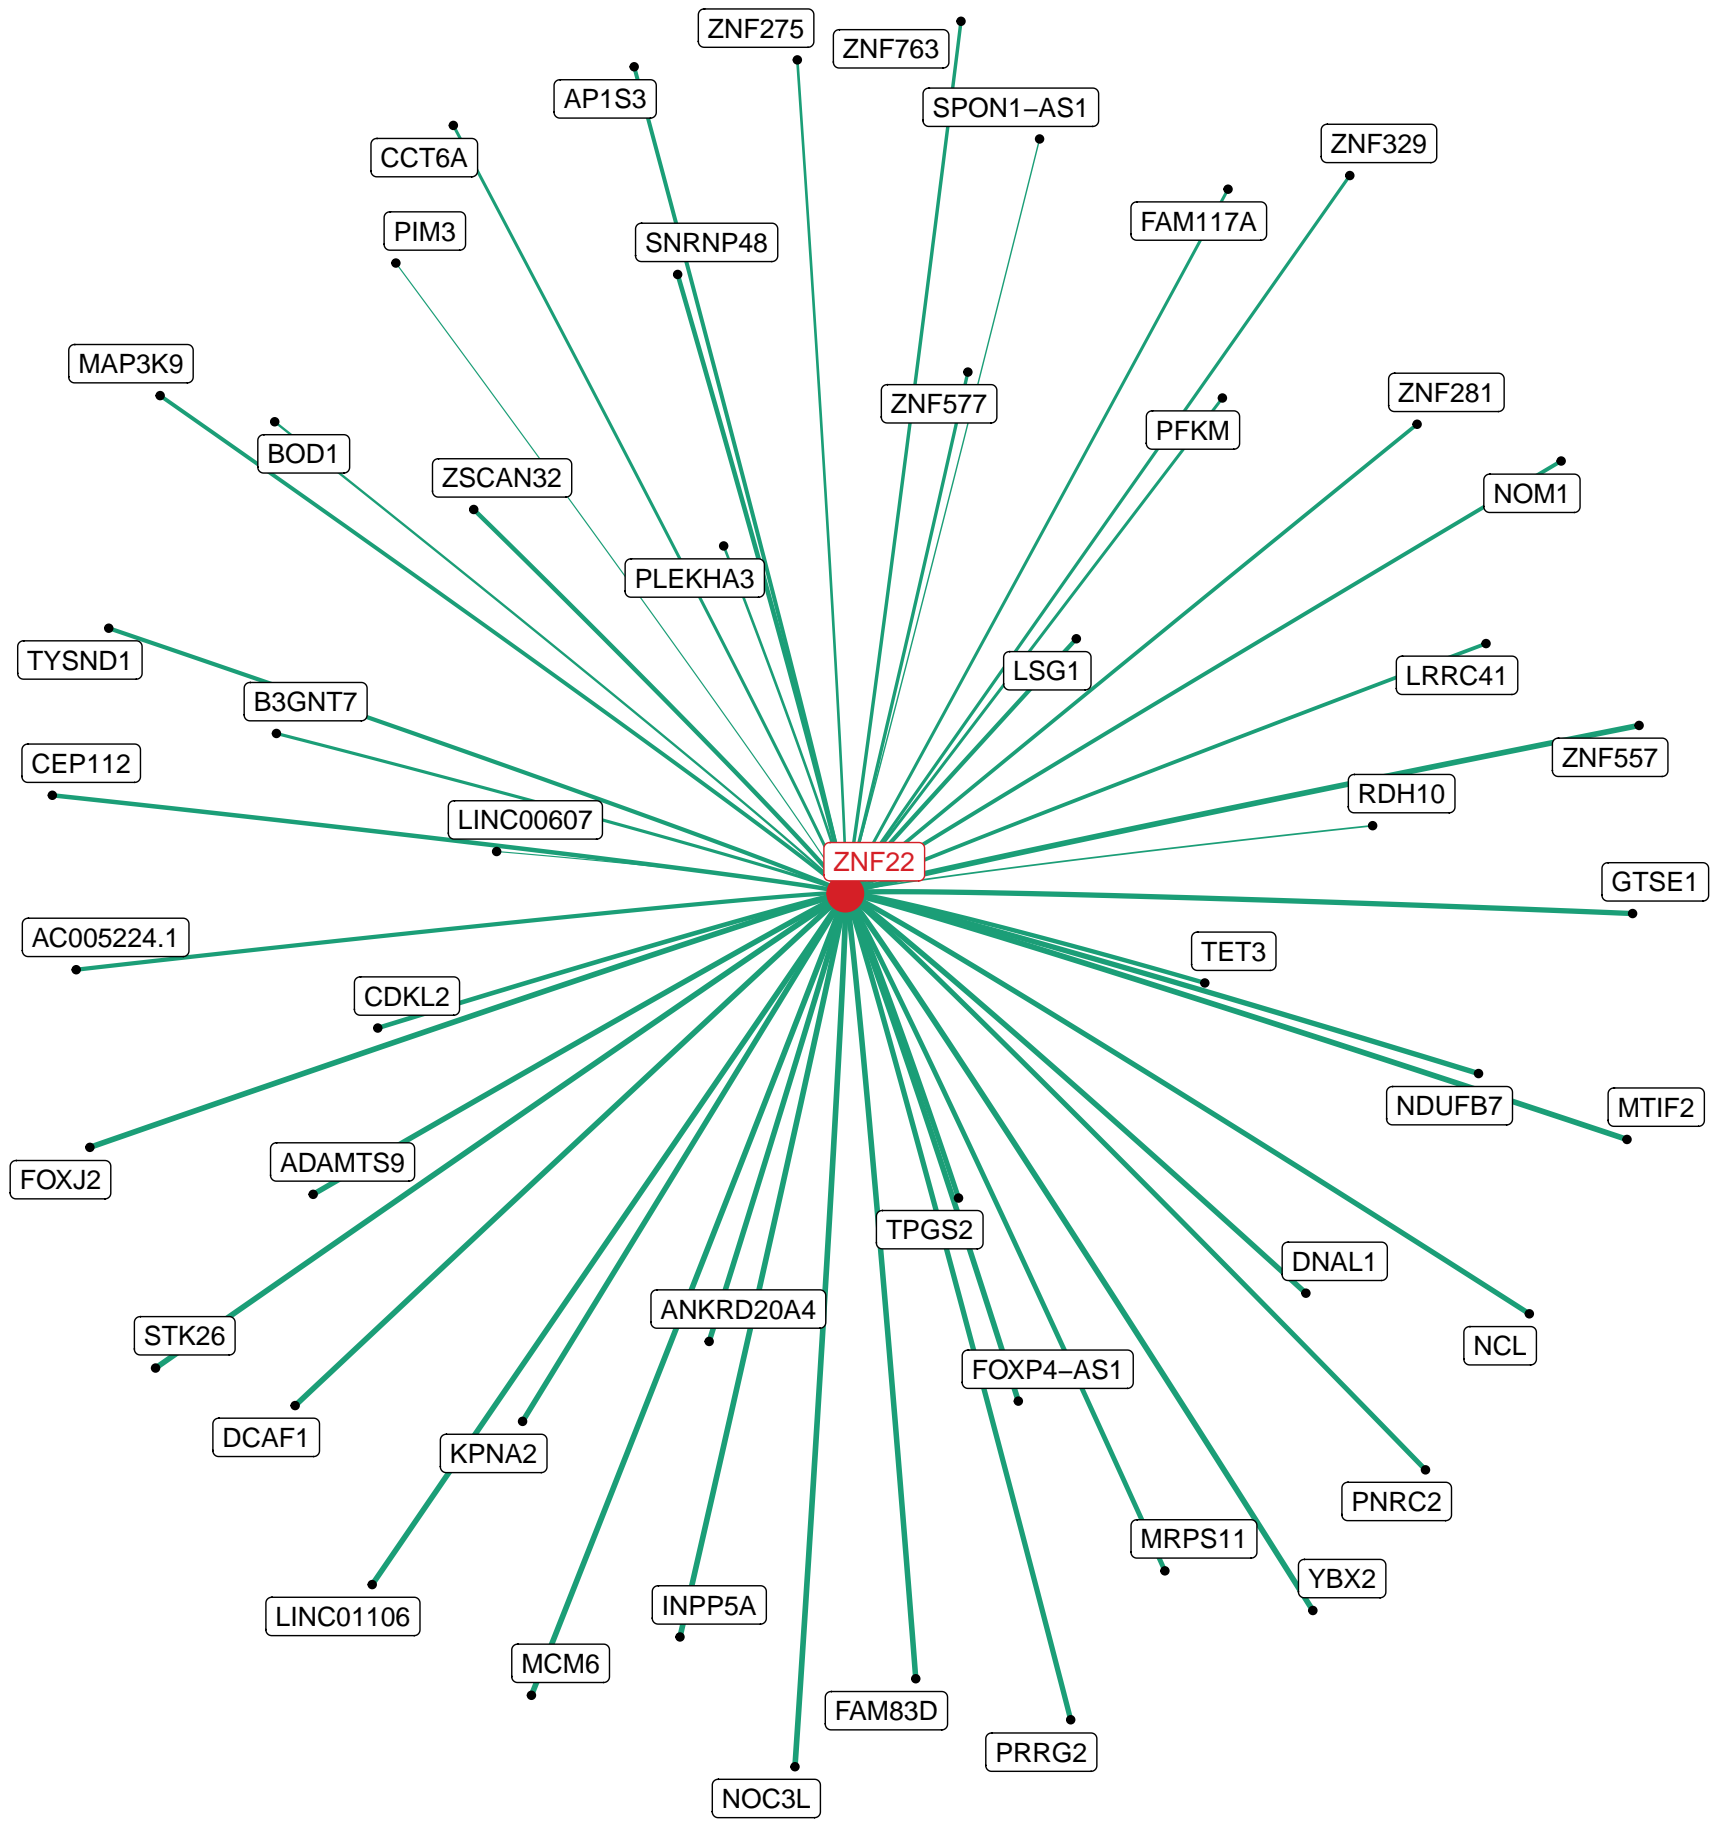 ZNF275
ZNF763
AP1S3
SPON1−AS1
ZNF329
CCT6A
FAM117A
PIM3
SNRNP48
MAP3K9
ZNF281
ZNF577
PFKM
BOD1
ZSCAN32
NOM1
PLEKHA3
TYSND1
LSG1
LRRC41
B3GNT7
ZNF557
CEP112
RDH10
LINC00607
ZNF22
GTSE1
AC005224.1
TET3
CDKL2
NDUFB7
MTIF2
ADAMTS9
FOXJ2
TPGS2
DNAL1
ANKRD20A4
STK26
NCL
FOXP4−AS1
DCAF1
KPNA2
PNRC2
MRPS11
YBX2
INPP5A
LINC01106
MCM6
FAM83D
PRRG2
NOC3L